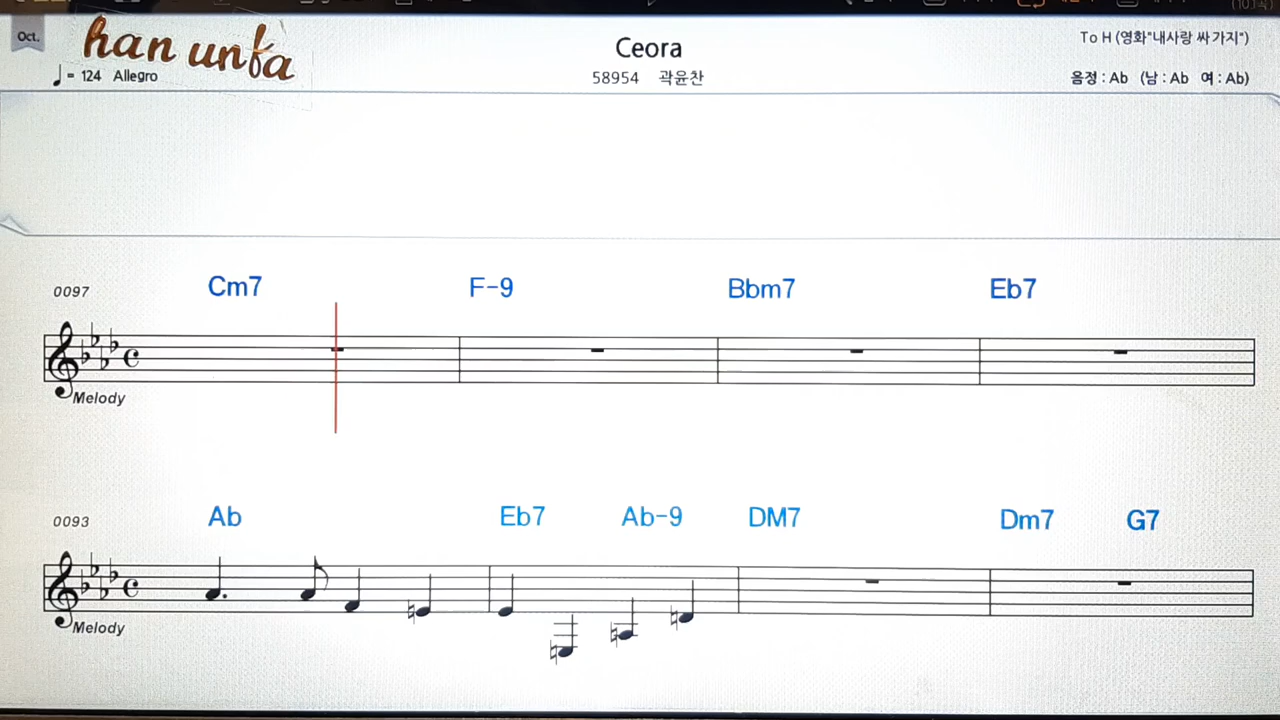 Oct.
han unfa
= 124 Allegro
Ceora
58954 곽윤찬
To H (영화"내사랑 싸가지")
음정 : Ab (남 : Ab 여 : Ab)
0097
Cm7 F-9 Bbm7 Eb7
Melody
0093
Ab Eb7 Ab-9 DM7 Dm7 G7
Melody